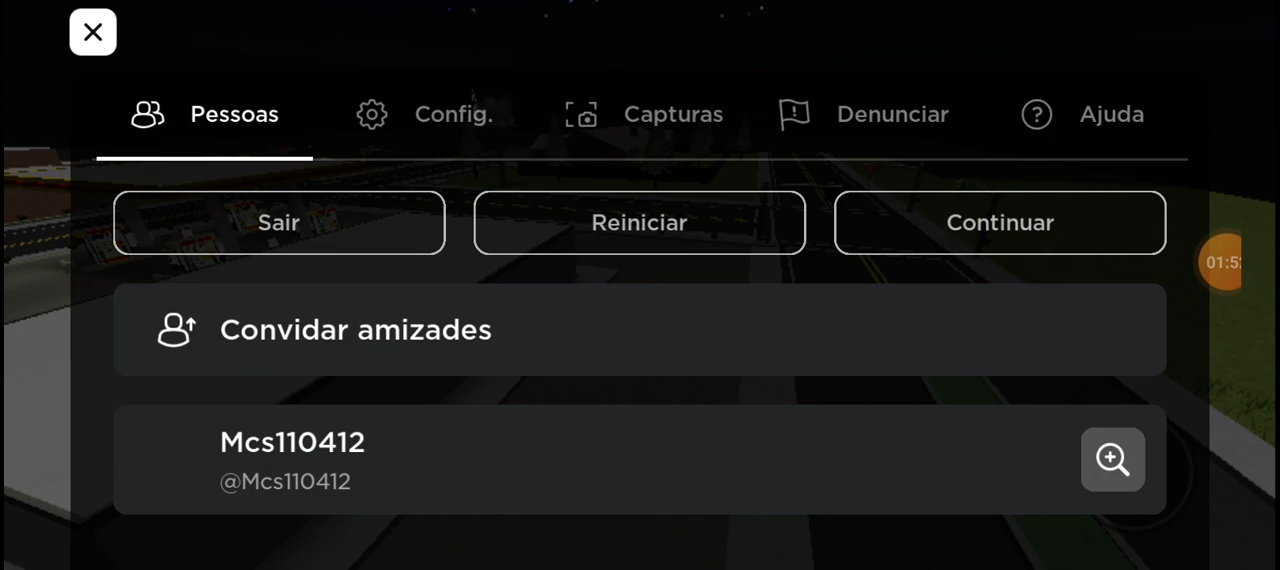 Pessoas
Config.
Capturas
Denunciar
Ajuda
Sair
Reiniciar
Continuar
Convidar amizades
Mcs110412
@Mcs110412